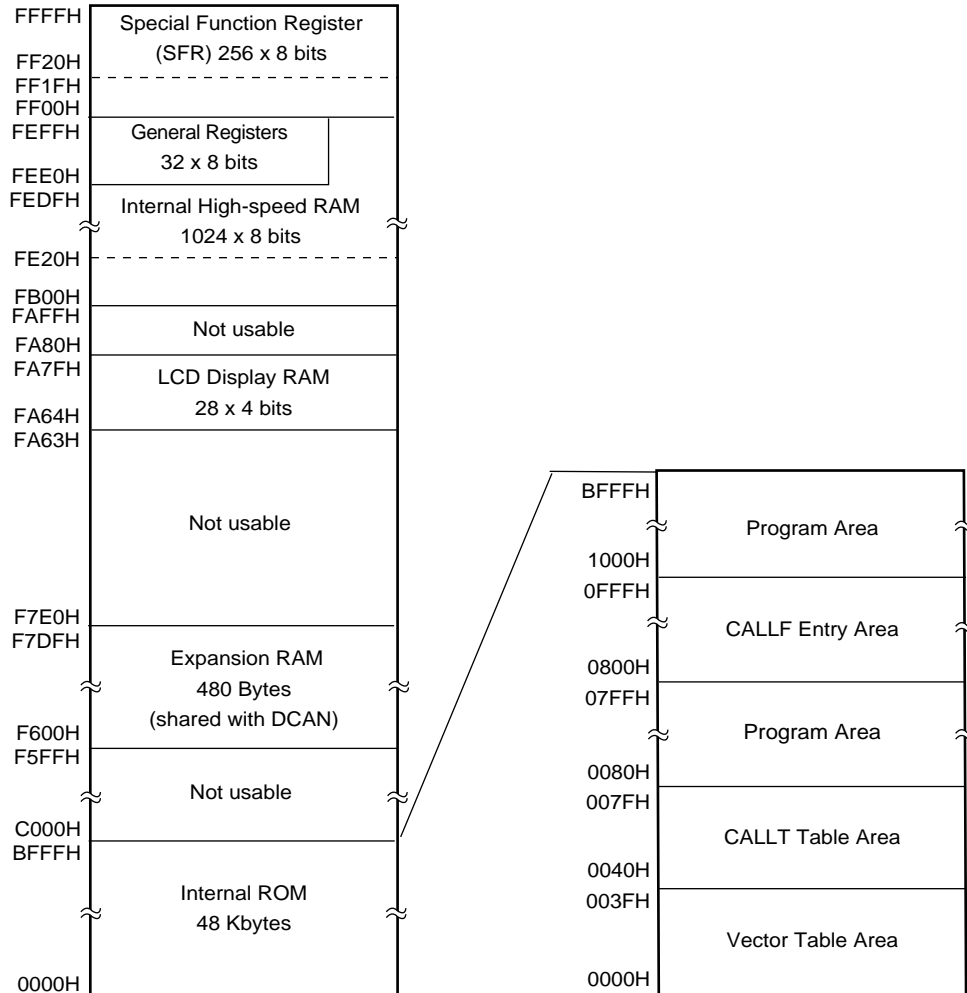 FFFFH
Special Function Register
(SFR) 256 x 8 bits
FF20H
FF1FH
FF00H
FEFFH
General Registers
32 x 8 bits
FEE0H
FEDFH
Internal High-speed RAM
1024 x 8 bits
FE20H
FB00H
FAFFH
Not usable
FA80H
FA7FH
LCD Display RAM
28 x 4 bits
FA64H
FA63H
Not usable
F7E0H
F7DFH
Expansion RAM
480 Bytes
(shared with DCAN)
F600H
F5FFH
Not usable
C000H
BFFFH
Internal ROM
48 Kbytes
0000H
BFFFH
Program Area
1000H
0FFFH
CALLF Entry Area
0800H
07FFH
Program Area
0080H
007FH
CALLT Table Area
0040H
003FH
Vector Table Area
0000H